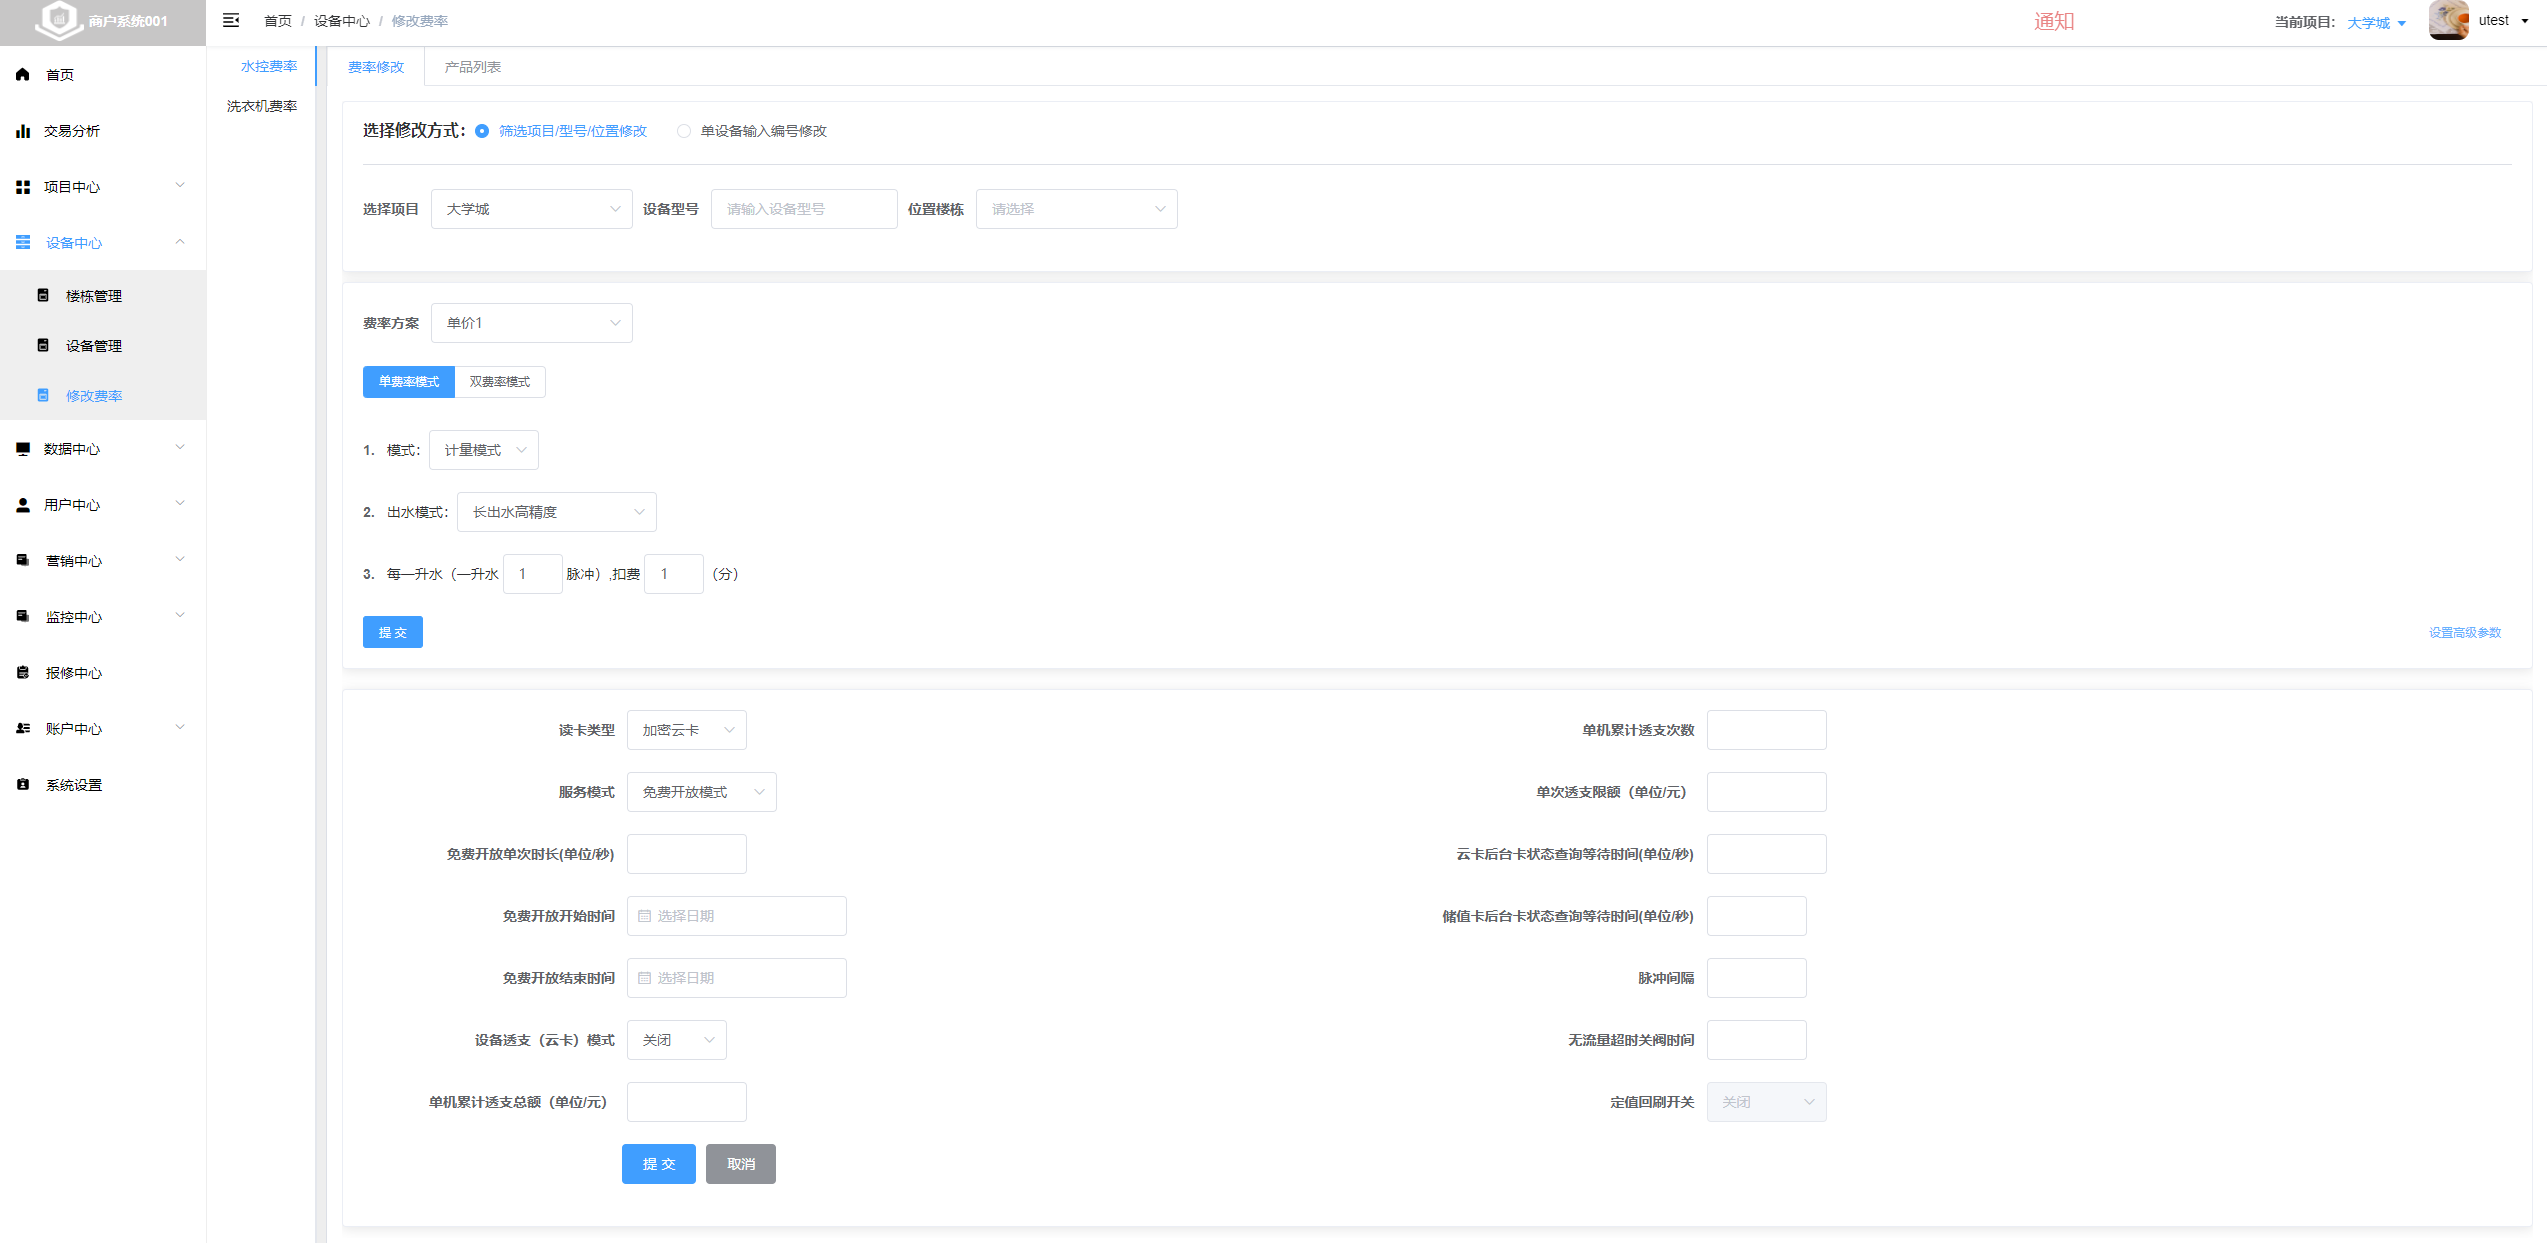 商户系统001
首页 / 设备中心 / 修改费率
通知
当前项目： 大学城
utest
首页
交易分析
项目中心
设备中心
楼栋管理
设备管理
修改费率
数据中心
用户中心
营销中心
监控中心
报修中心
账户中心
系统设置
水控费率
洗衣机费率
费率修改 产品列表
选择修改方式： 筛选项目/型号/位置修改 单设备输入编号修改
选择项目 大学城 设备型号 请输入设备型号 位置楼栋 请选择
费率方案 单价1
单费率模式 双费率模式
1. 模式： 计量模式
2. 出水模式： 长出水高精度
3. 每一升水（一升水 1 脉冲）,扣费 1 （分）
提 交 设置高级参数
读卡类型 加密云卡 单机累计透支次数
服务模式 免费开放模式 单次透支限额（单位/元）
免费开放单次时长(单位/秒) 云卡后台卡状态查询等待时间(单位/秒)
免费开放开始时间 选择日期 储值卡后台卡状态查询等待时间(单位/秒)
免费开放结束时间 选择日期 脉冲间隔
设备透支（云卡）模式 关闭 无流量超时关阀时间
单机累计透支总额（单位/元） 定值回刷开关 关闭
提 交 取消